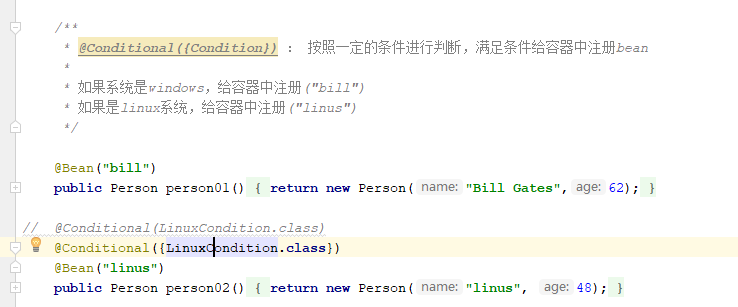 /**
 * @Conditional({Condition}) ： 按照一定的条件进行判断，满足条件给容器中注册bean
 *
 * 如果系统是windows，给容器中注册("bill")
 * 如果是linux系统，给容器中注册("linus")
 */
@Bean("bill")
public Person person01() { return new Person( name: "Bill Gates", age: 62); }
// @Conditional(LinuxCondition.class)
@Conditional({LinuxCondition.class})
@Bean("linus")
public Person person02() { return new Person( name: "linus", age: 48); }